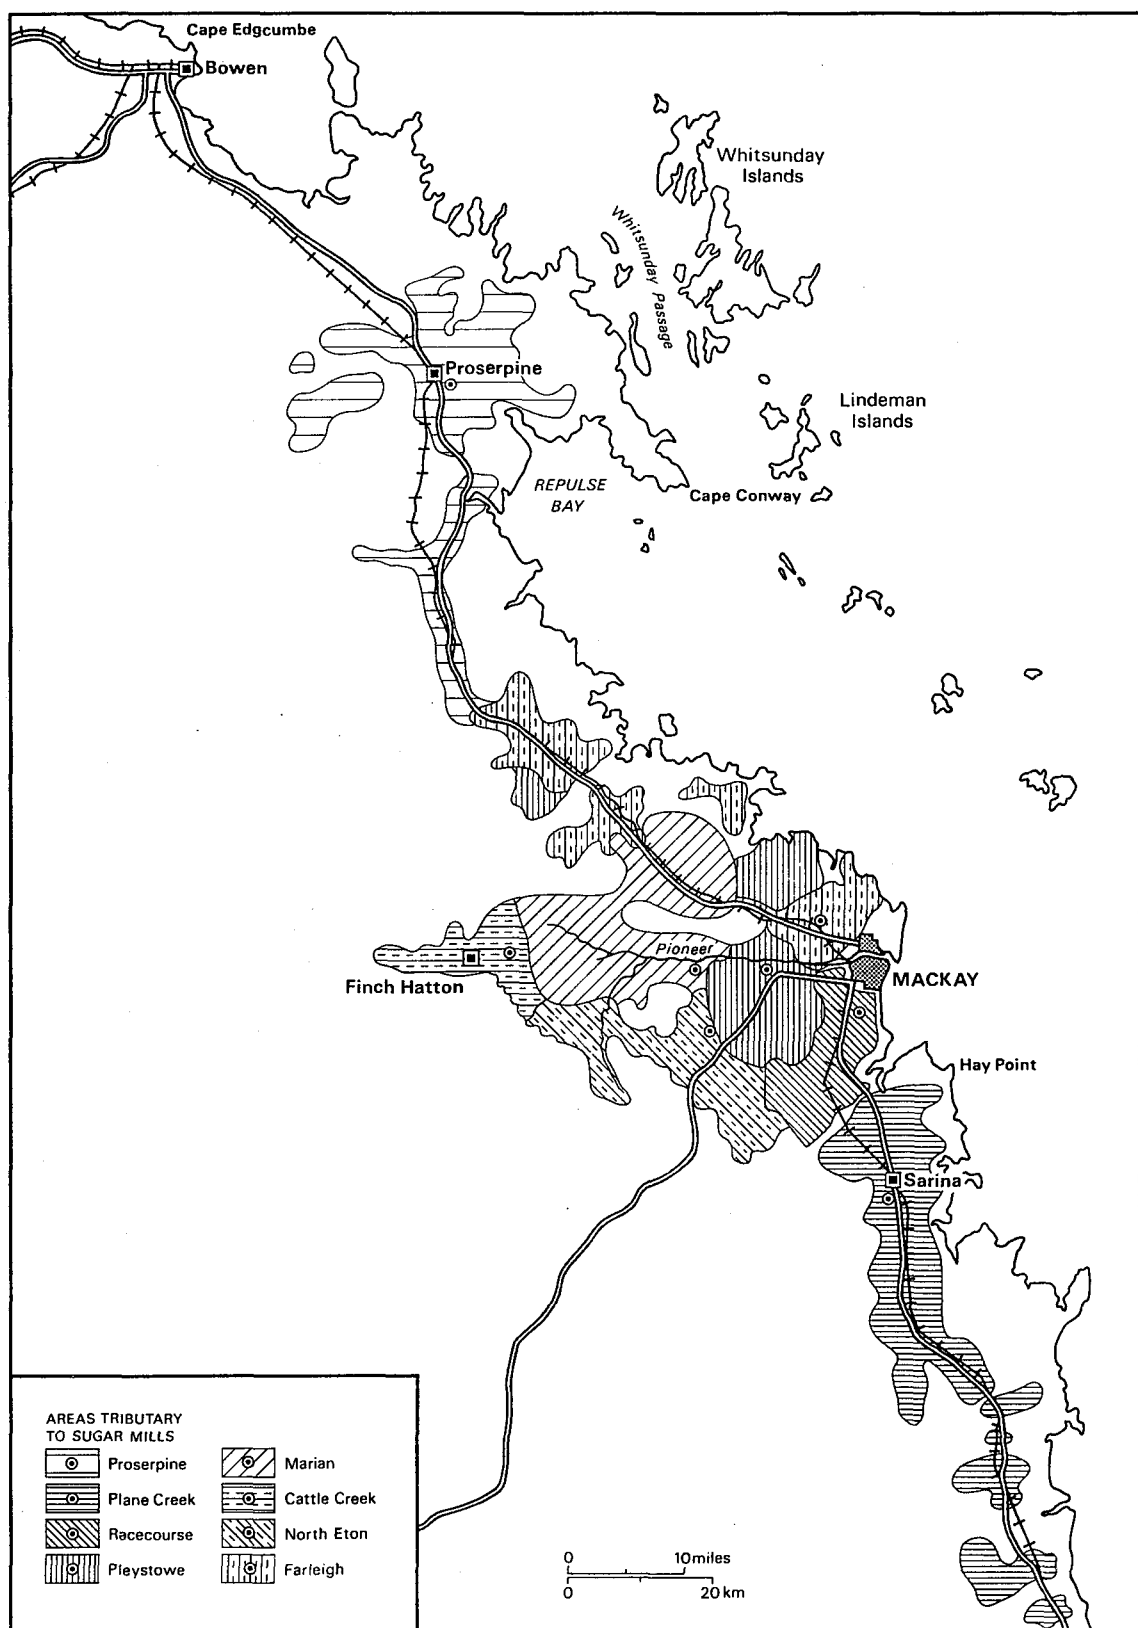 Cape Edgcumbe
Bowen
Whitsunday
Islands
Whitsunday Passage
Proserpine
Lindeman
Islands
REPULSE
BAY
Cape Conway
Pioneer
Finch Hatton
MACKAY
Hay Point
Sarina
AREAS TRIBUTARY
TO SUGAR MILLS
Proserpine
Marian
Plane Creek
Cattle Creek
Racecourse
North Eton
Pleystowe
Farleigh
0 10 miles
0 20 km